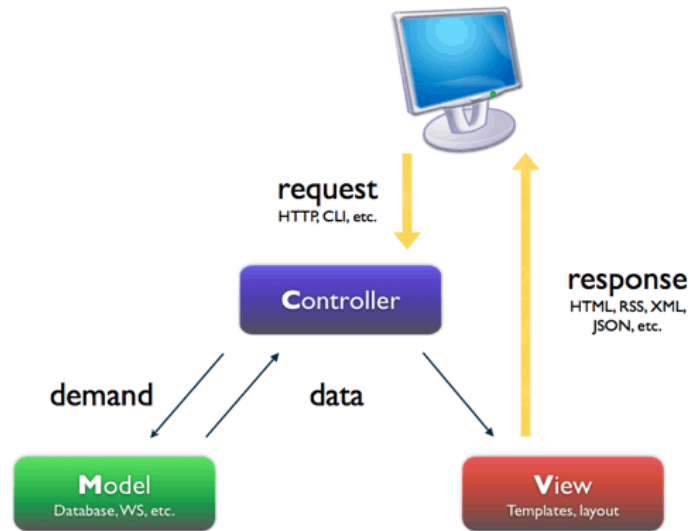 request
HTTP, CLI, etc.
Controller
response
HTML, RSS, XML,
JSON, etc.
demand
data
Model
Database, WS, etc.
View
Templates, layout